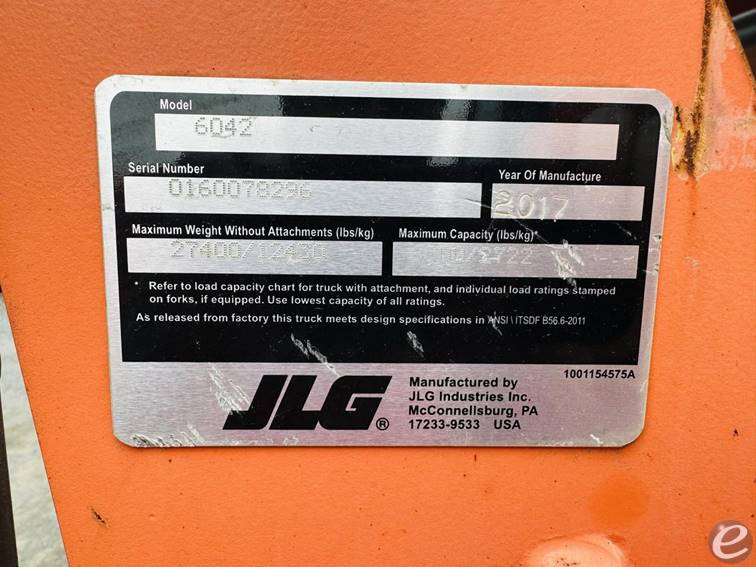 Model
6042
Serial Number
0160078296
Year Of Manufacture
2017
Maximum Weight Without Attachments (lbs/kg)
27400/12430
Maximum Capacity (lbs/kg)*
/2722
* Refer to load capacity chart for truck with attachment, and individual load ratings stamped
on forks, if equipped. Use lowest capacity of all ratings.
As released from factory this truck meets design specifications in ANSI \ ITSDF B56.6-2011
1001154575A
JLG®
Manufactured by
JLG Industries Inc.
McConnellsburg, PA
17233-9533 USA
e